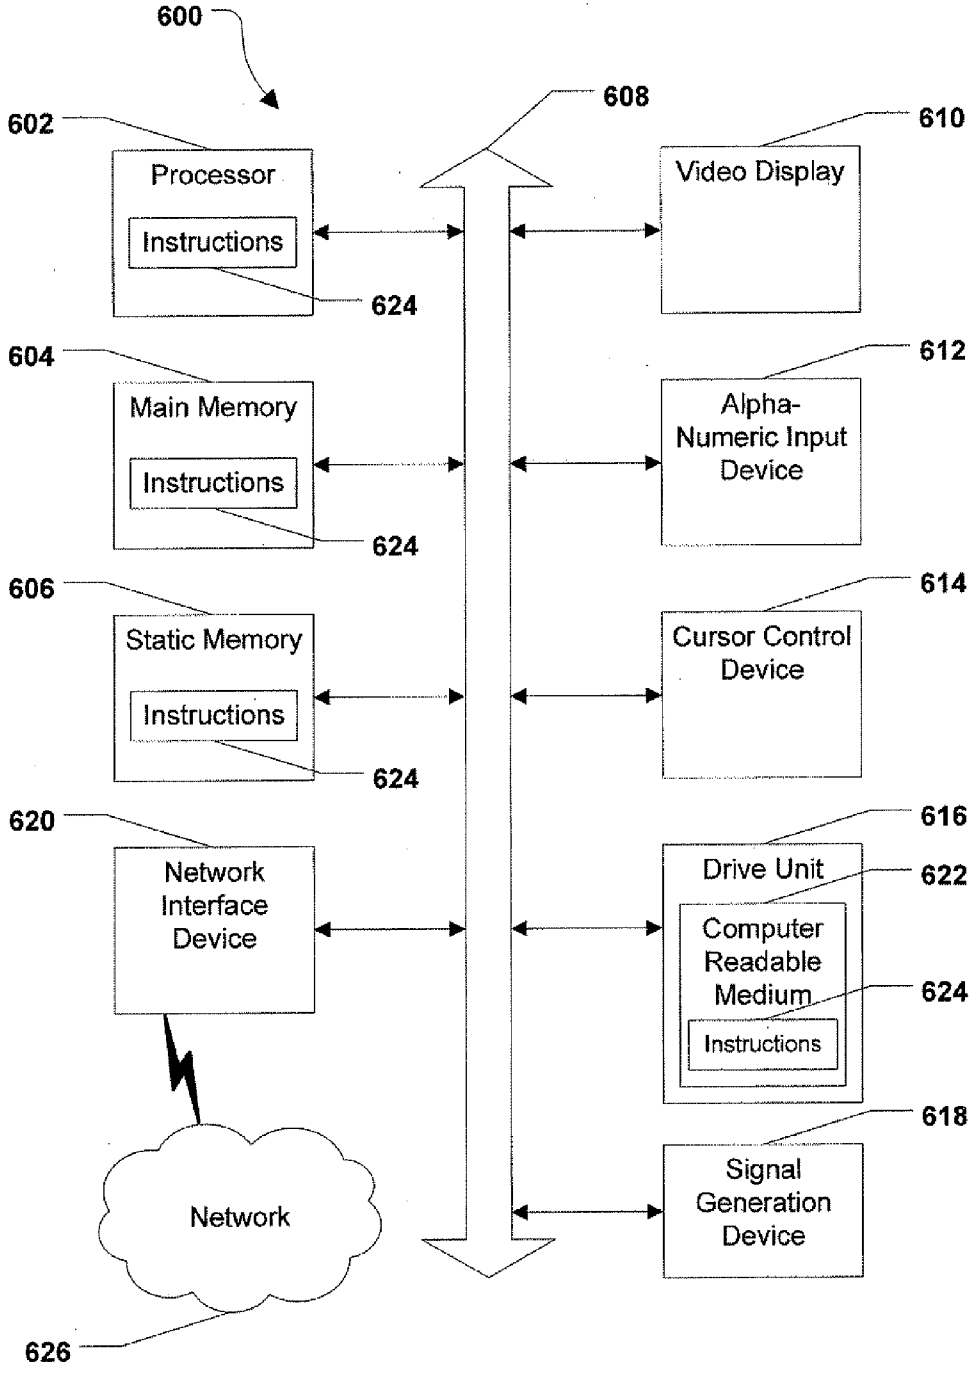 600
608
602
610
Processor
Video Display
Instructions
624
604
612
Main Memory
Alpha-
Numeric Input
Device
Instructions
624
606
614
Static Memory
Cursor Control
Device
Instructions
624
620
616
Network
Interface
Device
Drive Unit
622
Computer
Readable
Medium
624
Instructions
618
Signal
Generation
Device
Network
626